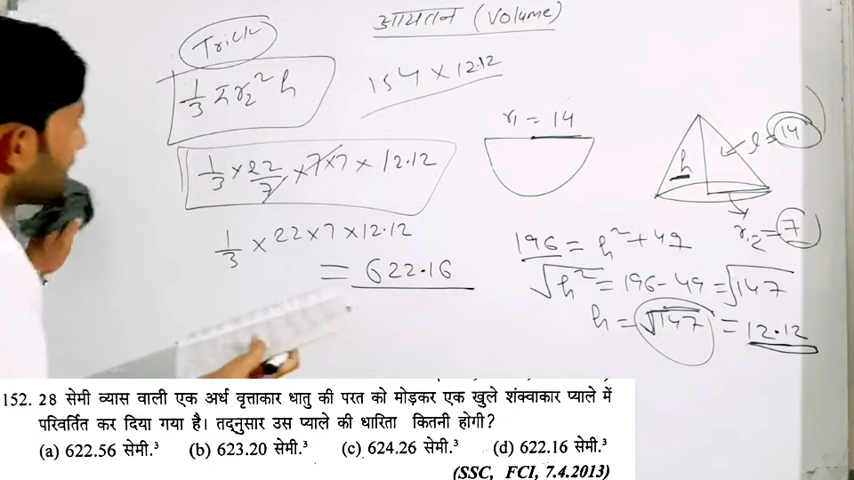 आयतन (Volume)
Trick
1/3 πr₂² h
154 × 12.12
1/3 × 22/7 × 7×7 × 12.12
1/3 × 22×7 × 12.12
= 622.16
r₁ = 14
h
l = 14
r₂ = 7
196 = h² + 49
√h² = 196 - 49 = √147
h = √147 = 12.12
152. 28 सेमी व्यास वाली एक अर्ध वृत्ताकार धातु की परत को मोड़कर एक खुले शंक्वाकार प्याले में
परिवर्तित कर दिया गया है। तद्नुसार उस प्याले की धारिता कितनी होगी?
(a) 622.56 सेमी.³ (b) 623.20 सेमी.³ (c) 624.26 सेमी.³ (d) 622.16 सेमी.³
(SSC, FCI, 7.4.2013)